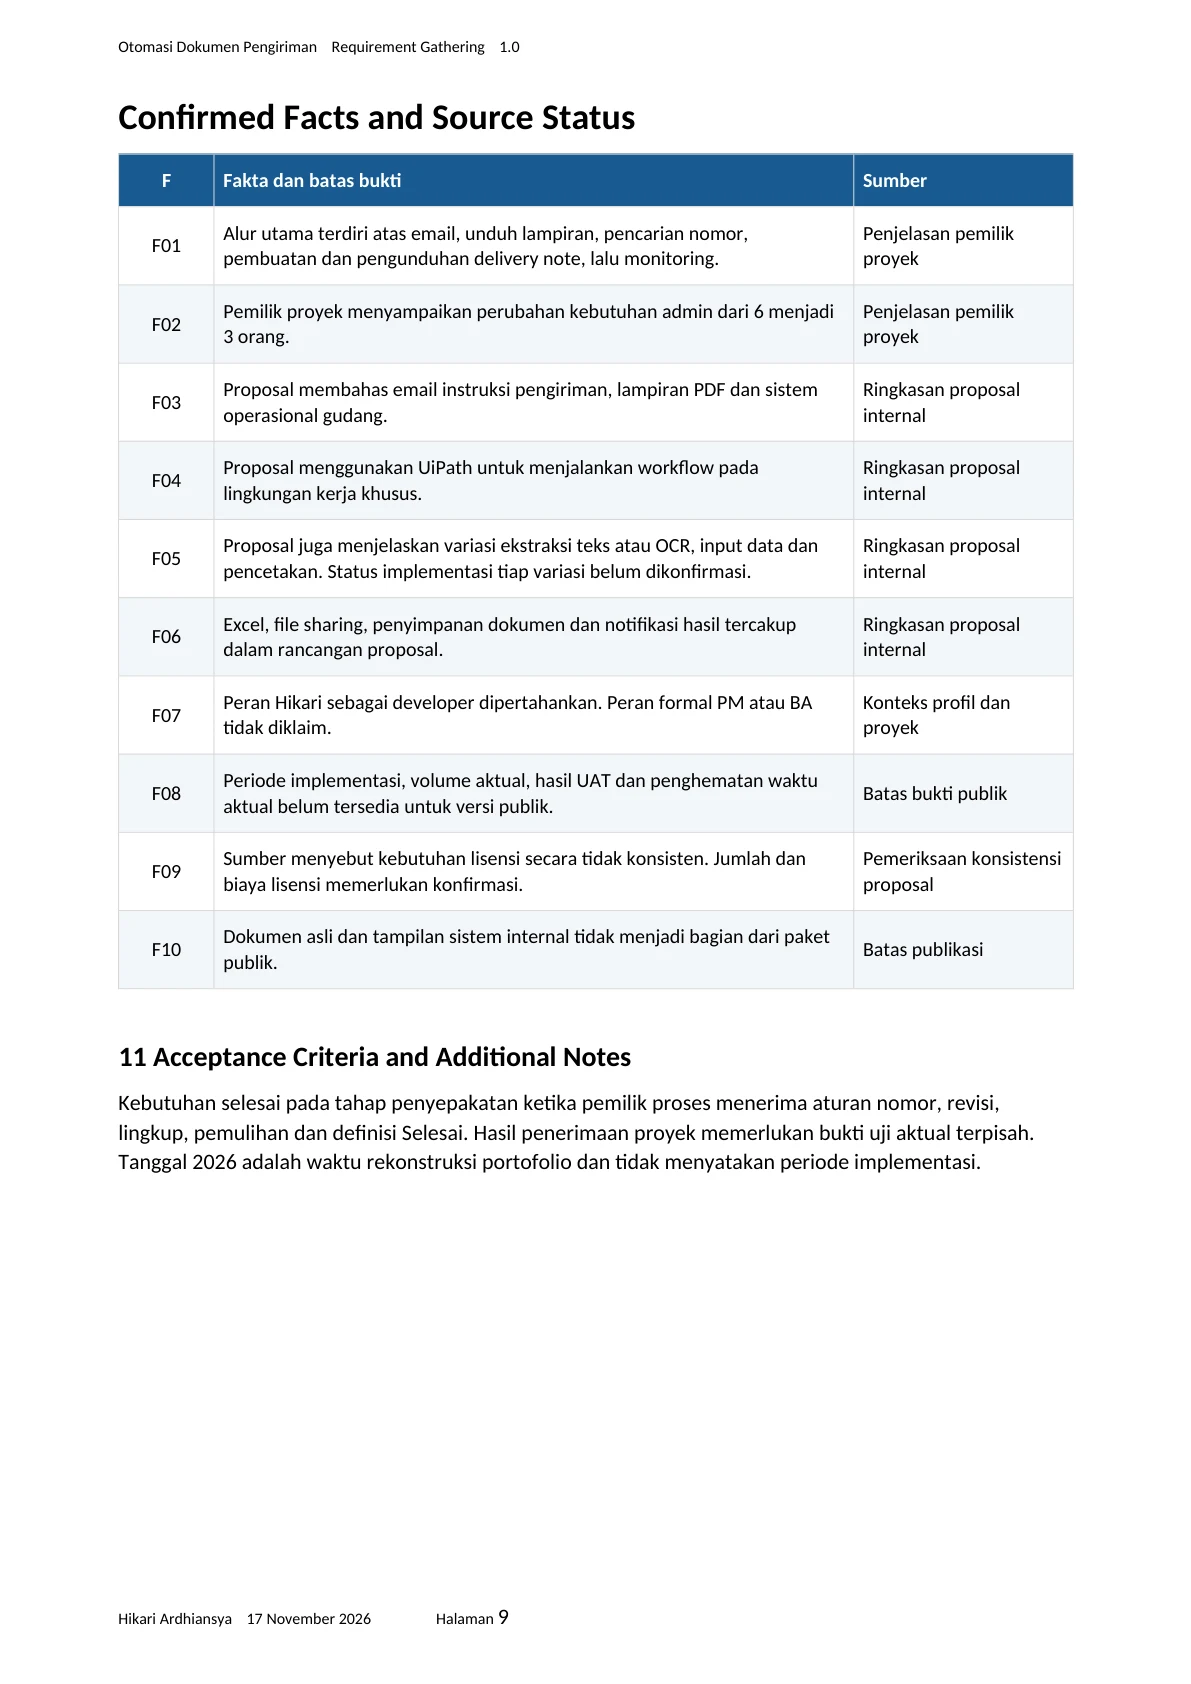 Otomasi Dokumen Pengiriman Requirement Gathering 1.0
Confirmed Facts and Source Status
F Fakta dan batas bukti Sumber
F01 Alur utama terdiri atas email, unduh lampiran, pencarian nomor, pembuatan dan pengunduhan delivery note, lalu monitoring. Penjelasan pemilik proyek
F02 Pemilik proyek menyampaikan perubahan kebutuhan admin dari 6 menjadi 3 orang. Penjelasan pemilik proyek
F03 Proposal membahas email instruksi pengiriman, lampiran PDF dan sistem operasional gudang. Ringkasan proposal internal
F04 Proposal menggunakan UiPath untuk menjalankan workflow pada lingkungan kerja khusus. Ringkasan proposal internal
F05 Proposal juga menjelaskan variasi ekstraksi teks atau OCR, input data dan pencetakan. Status implementasi tiap variasi belum dikonfirmasi. Ringkasan proposal internal
F06 Excel, file sharing, penyimpanan dokumen dan notifikasi hasil tercakup dalam rancangan proposal. Ringkasan proposal internal
F07 Peran Hikari sebagai developer dipertahankan. Peran formal PM atau BA tidak diklaim. Konteks profil dan proyek
F08 Periode implementasi, volume aktual, hasil UAT dan penghematan waktu aktual belum tersedia untuk versi publik. Batas bukti publik
F09 Sumber menyebut kebutuhan lisensi secara tidak konsisten. Jumlah dan biaya lisensi memerlukan konfirmasi. Pemeriksaan konsistensi proposal
F10 Dokumen asli dan tampilan sistem internal tidak menjadi bagian dari paket publik. Batas publikasi
11 Acceptance Criteria and Additional Notes
Kebutuhan selesai pada tahap penyepakatan ketika pemilik proses menerima aturan nomor, revisi,
lingkup, pemulihan dan definisi Selesai. Hasil penerimaan proyek memerlukan bukti uji aktual terpisah.
Tanggal 2026 adalah waktu rekonstruksi portofolio dan tidak menyatakan periode implementasi.
Hikari Ardhiansya 17 November 2026 Halaman 9